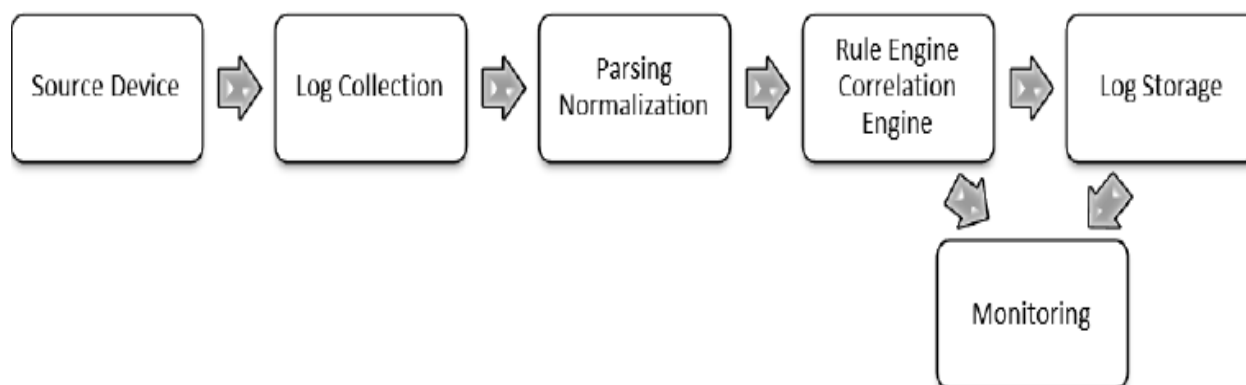 Source Device
Log Collection
Parsing
Normalization
Rule Engine
Correlation
Engine
Log Storage
Monitoring